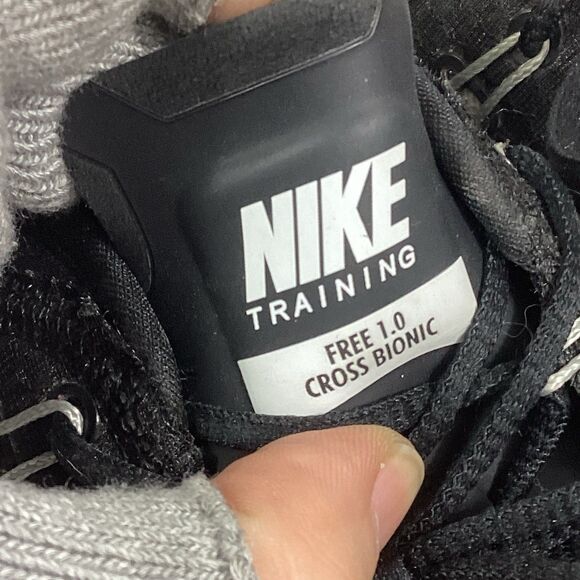 NIKE
TRAINING
FREE 1.0
CROSS BIONIC